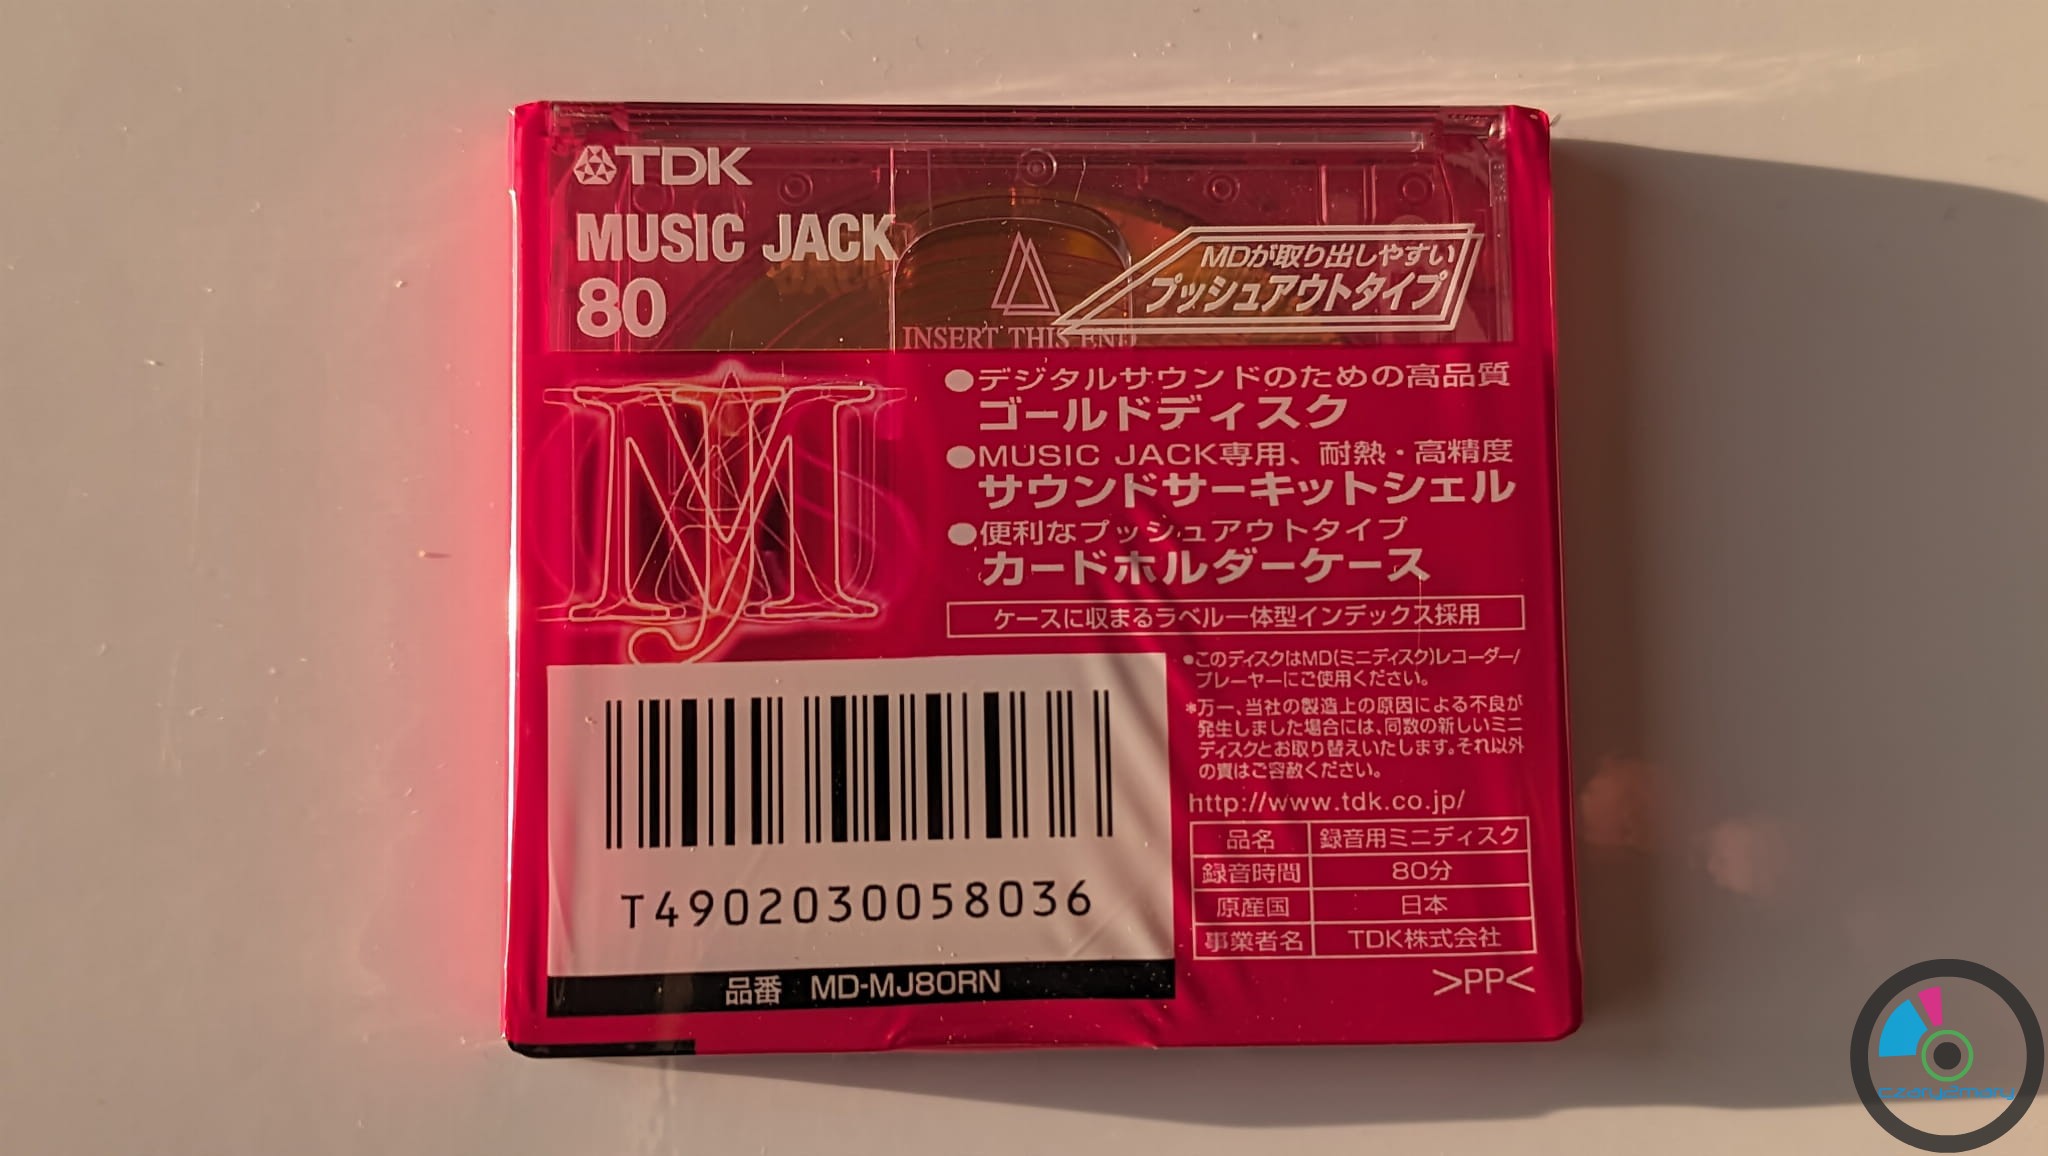 TDK
MUSIC JACK
80
INSERT THIS END
MDが取り出しやすい
プッシュアウトタイプ
●デジタルサウンドのための高品質
ゴールドディスク
●MUSIC JACK専用、耐熱・高精度
サウンドサーキットシェル
●便利なプッシュアウトタイプ
カードホルダーケース
ケースに収まるラベル一体型インデックス採用
MJ
●このディスクはMD(ミニディスク)レコーダー/
プレーヤーにご使用ください。
*万一、当社の製造上の原因による不良が
発生しました場合には、同数の新しいミニ
ディスクとお取り替えいたします。それ以外
の責はご容赦ください。
http://www.tdk.co.jp/
品名 録音用ミニディスク
録音時間 80分
原産国 日本
事業者名 TDK株式会社
>PP<
T4902030058036
品番 MD-MJ80RN